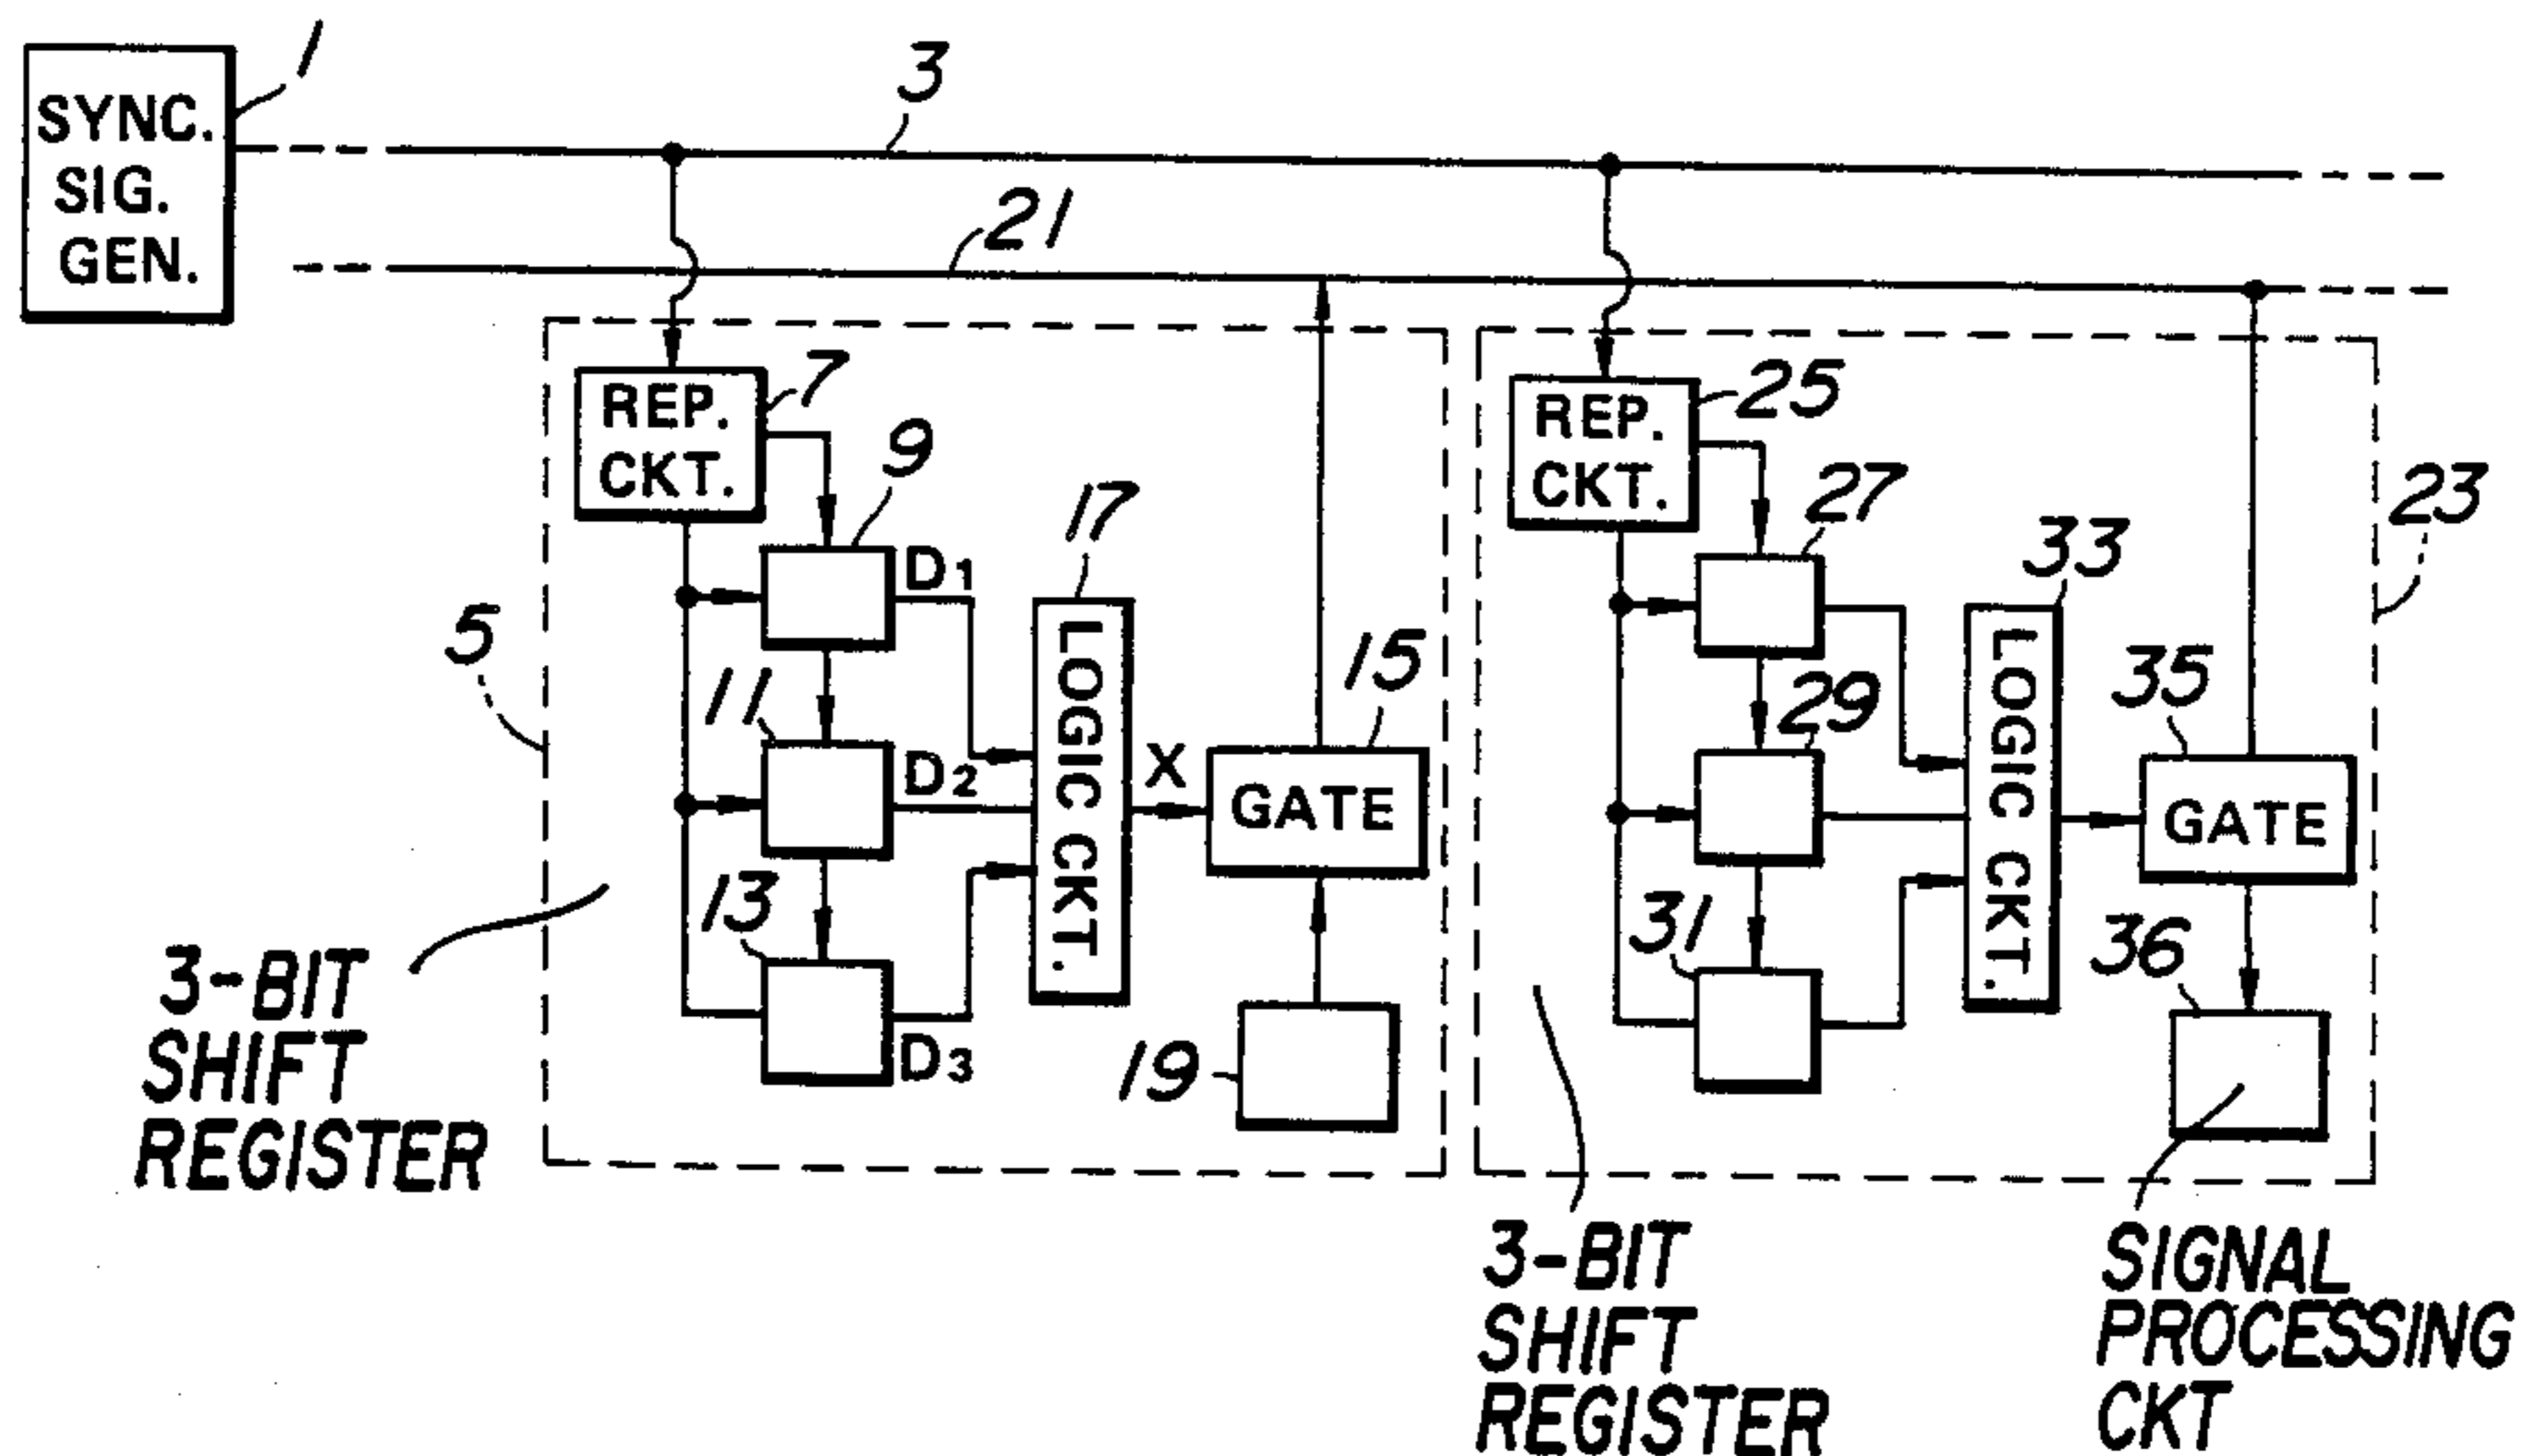 1
SYNC.
SIG.
GEN.
3
21
REP.
CKT.
7
9
D1
11
D2
13
D3
17
LOGIC CKT.
X
15
GATE
19
5
3-BIT
SHIFT
REGISTER
REP.
CKT.
25
27
29
31
33
LOGIC CKT.
35
GATE
36
23
3-BIT
SHIFT
REGISTER
SIGNAL
PROCESSING
CKT